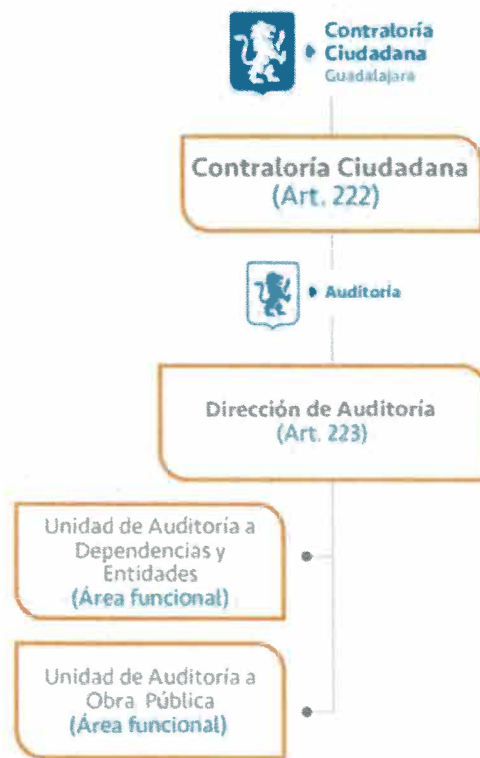 Contraloría
Ciudadana
Guadalajara
Contraloría Ciudadana
(Art. 222)
Auditoría
Dirección de Auditoría
(Art. 223)
Unidad de Auditoría a
Dependencias y
Entidades
(Área funcional)
Unidad de Auditoría a
Obra Pública
(Área funcional)